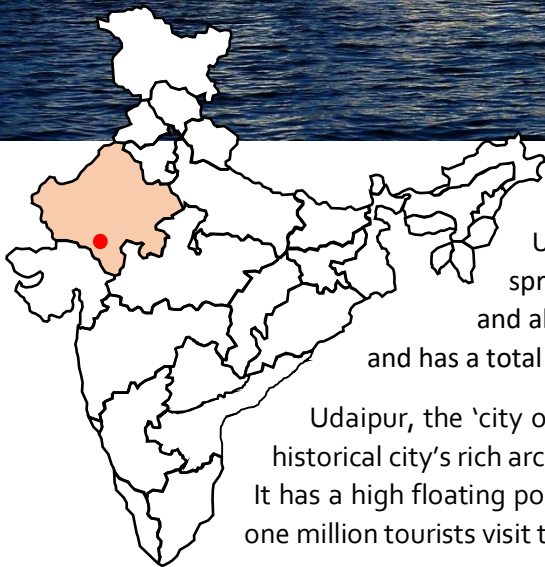 spr
and al
and has a total
Udaipur, the ‘city o
historical city’s rich arc
It has a high floating po
one million tourists visit t